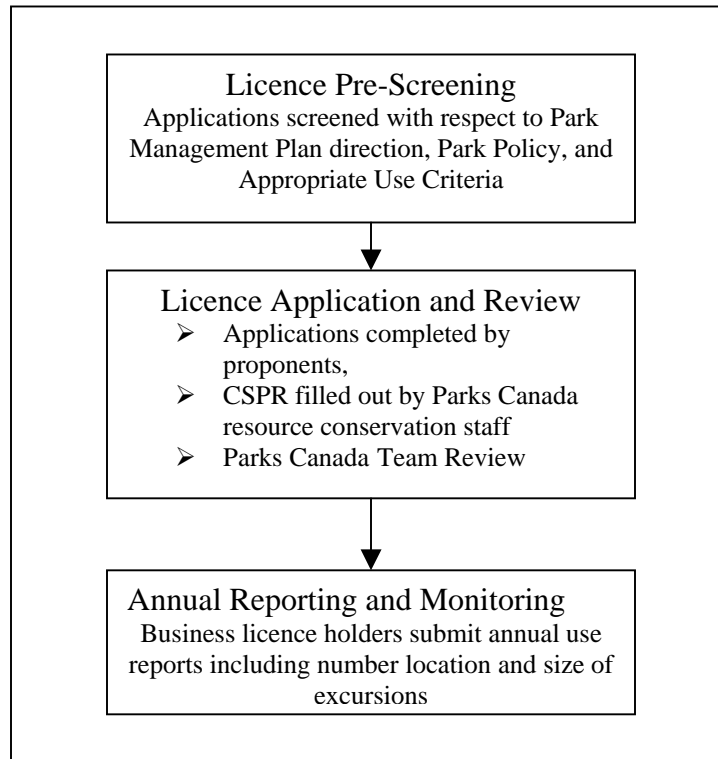 Licence Pre-Screening
Applications screened with respect to Park
Management Plan direction, Park Policy, and
Appropriate Use Criteria
Licence Application and Review
➢ Applications completed by
proponents,
➢ CSPR filled out by Parks Canada
resource conservation staff
➢ Parks Canada Team Review
Annual Reporting and Monitoring
Business licence holders submit annual use
reports including number location and size of
excursions